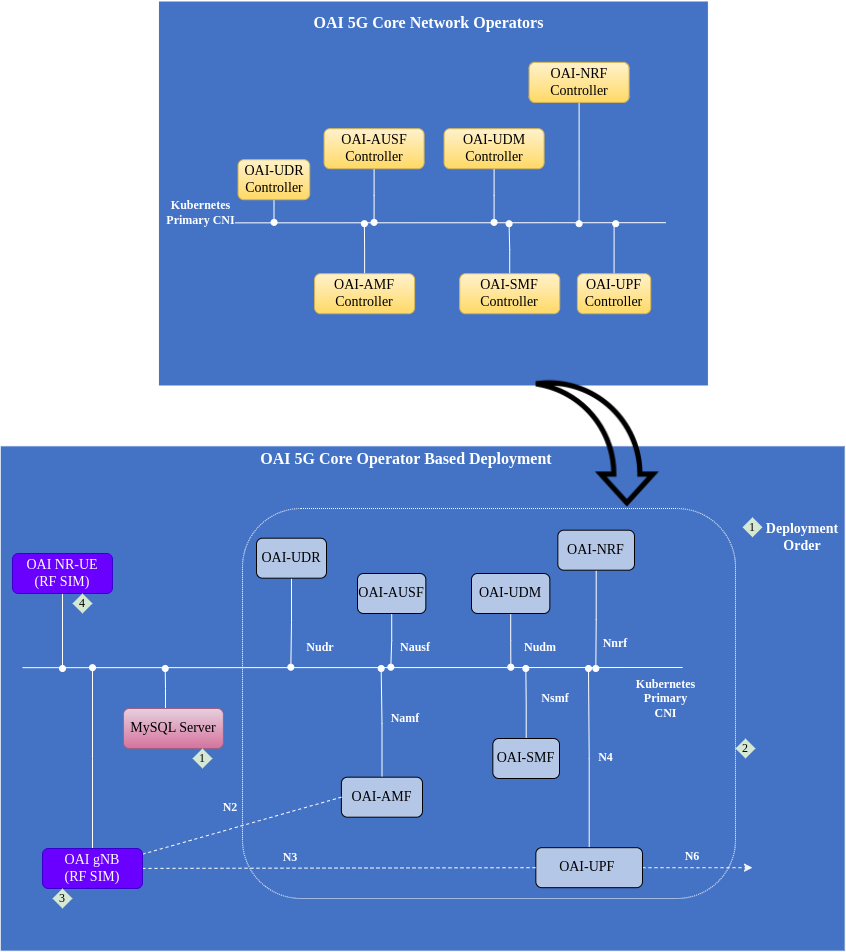 OAI 5G Core Network Operators
OAI-NRF
Controller
OAI-AUSF
Controller
OAI-UDM
Controller
OAI-UDR
Controller
Kubernetes
Primary CNI
OAI-AMF
Controller
OAI-SMF
Controller
OAI-UPF
Controller
OAI 5G Core Operator Based Deployment
1
Deployment
Order
OAI NR-UE
(RF SIM)
4
OAI-UDR
OAI-AUSF
OAI-UDM
OAI-NRF
Nudr
Nausf
Nudm
Nnrf
Kubernetes
Primary
CNI
Nsmf
Namf
MySQL Server
1
OAI-SMF
N4
2
OAI-AMF
N2
OAI gNB
(RF SIM)
3
N3
OAI-UPF
N6